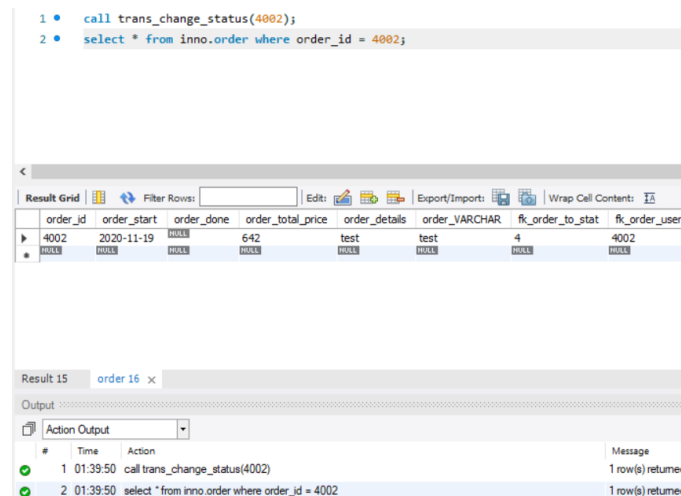 1 call trans_change_status(4002);
2 select * from inno.order where order_id = 4002;
Result Grid Filter Rows: Edit: Export/Import: Wrap Cell Content:
order_id order_start order_done order_total_price order_details order_VARCHAR fk_order_to_stat fk_order_user
4002 2020-11-19 NULL 642 test test 4 4002
NULL NULL NULL NULL NULL NULL NULL NULL
Result 15 order 16
Output
Action Output
# Time Action Message
1 01:39:50 call trans_change_status(4002) 1 row(s) returne
2 01:39:50 select * from inno.order where order_id = 4002 1 row(s) returne